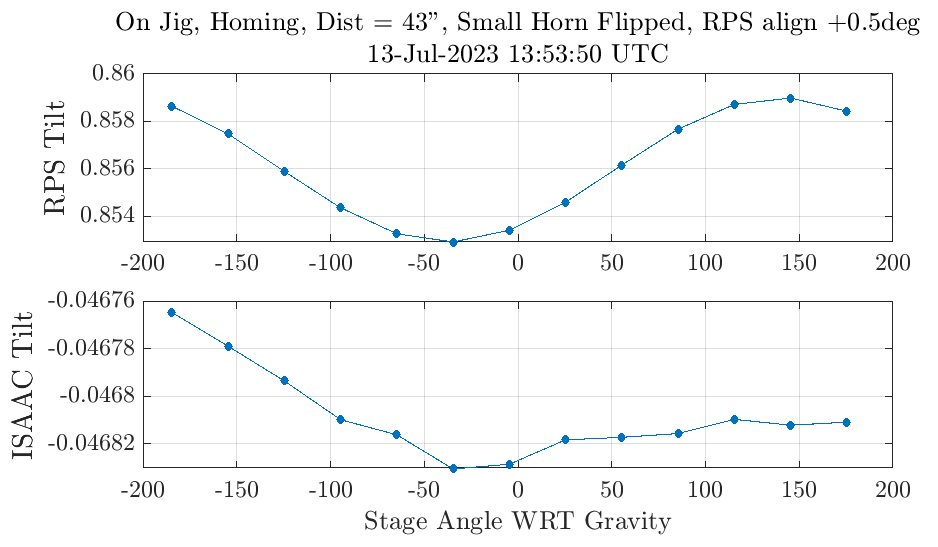 On Jig, Homing, Dist = 43”, Small Horn Flipped, RPS align +0.5deg
13-Jul-2023 13:53:50 UTC
0.86
0.858
0.856
0.854
RPS Tilt
-200 -150 -100 -50 0 50 100 150 200
-0.04676
-0.04678
-0.0468
-0.04682
ISAAC Tilt
-200 -150 -100 -50 0 50 100 150 200
Stage Angle WRT Gravity